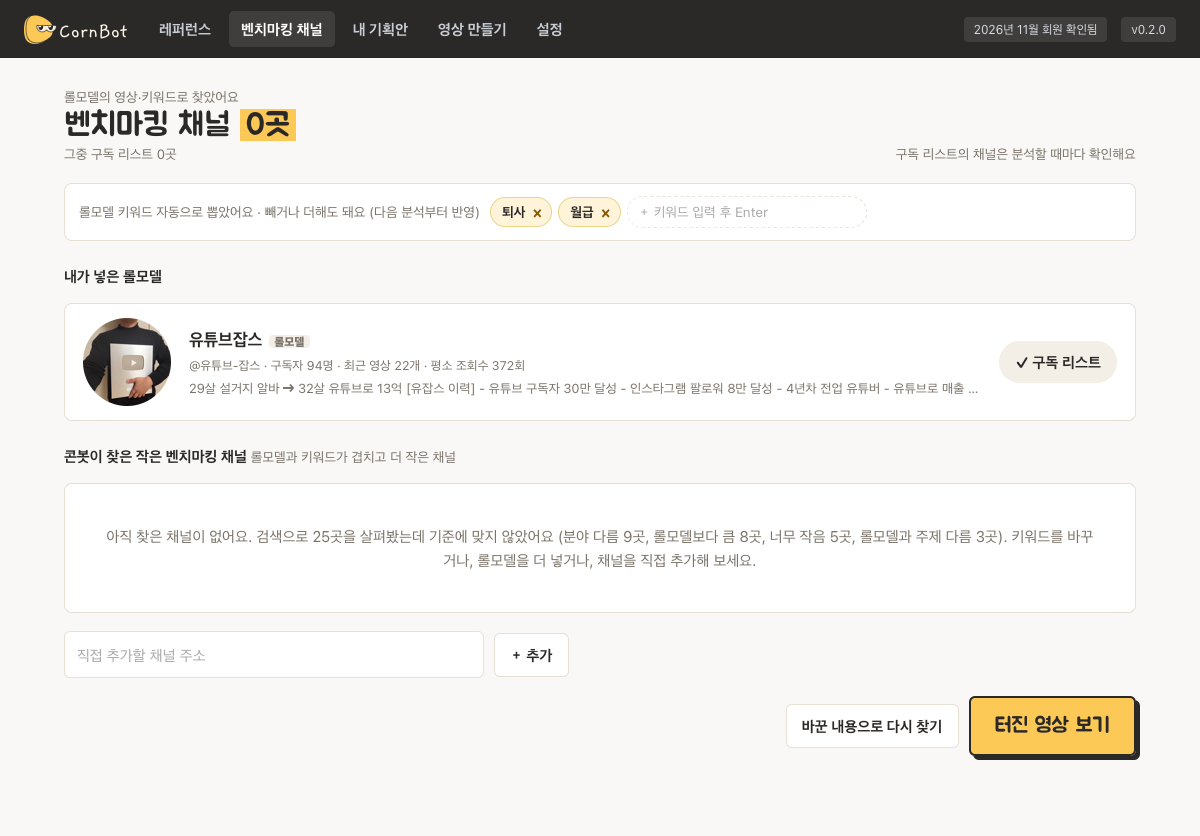 CornBot
레퍼런스
벤치마킹 채널
내 기획안
영상 만들기
설정
2026년 11월 회원 확인됨
v0.2.0
롤모델의 영상·키워드로 찾았어요
벤치마킹 채널 0곳
그중 구독 리스트 0곳
구독 리스트의 채널은 분석할 때마다 확인해요
롤모델 키워드 자동으로 뽑았어요 · 빼거나 더해도 돼요 (다음 분석부터 반영)
퇴사 ×
월급 ×
+ 키워드 입력 후 Enter
내가 넣은 롤모델
유튜브잡스 롤모델
@유튜브-잡스 · 구독자 94명 · 최근 영상 22개 · 평소 조회수 372회
29살 설거지 알바 → 32살 유튜브로 13억 [유잡스 이력] - 유튜브 구독자 30만 달성 - 인스타그램 팔로워 8만 달성 - 4년차 전업 유튜버 - 유튜브로 매출 ...
✓ 구독 리스트
콘봇이 찾은 작은 벤치마킹 채널 롤모델과 키워드가 겹치고 더 작은 채널
아직 찾은 채널이 없어요. 검색으로 25곳을 살펴봤는데 기준에 맞지 않았어요 (분야 다름 9곳, 롤모델보다 큼 8곳, 너무 작음 5곳, 롤모델과 주제 다름 3곳). 키워드를 바꾸
거나, 롤모델을 더 넣거나, 채널을 직접 추가해 보세요.
직접 추가할 채널 주소
+ 추가
바꾼 내용으로 다시 찾기
터진 영상 보기